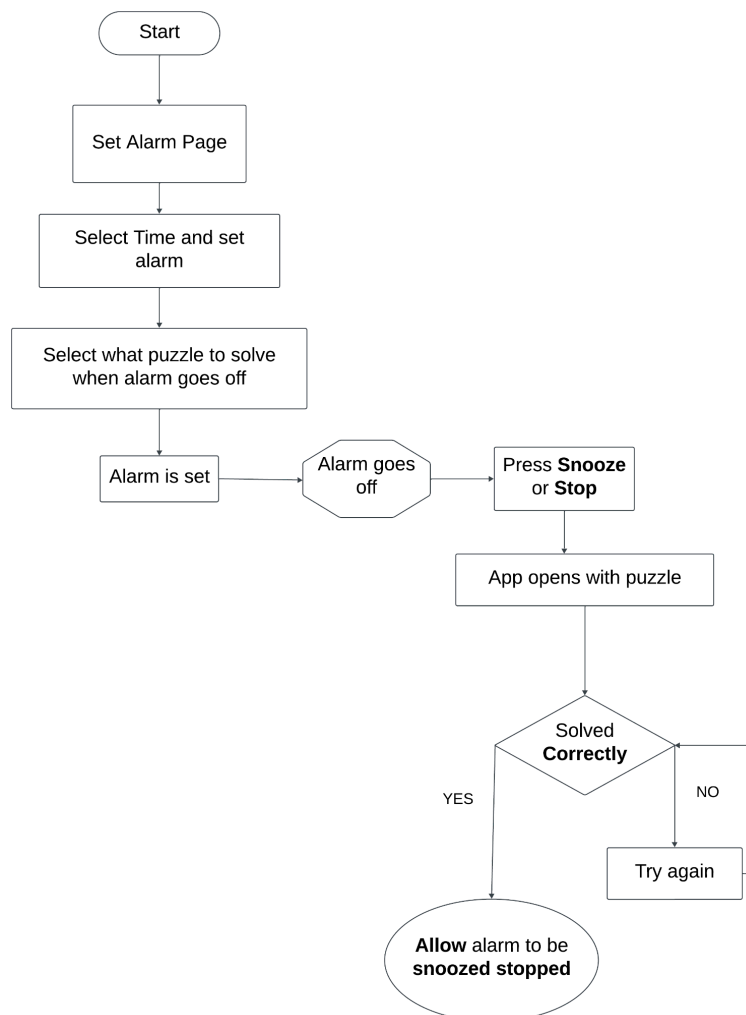 Start
Set Alarm Page
Select Time and set
alarm
Select what puzzle to solve
when alarm goes off
Alarm is set
Alarm goes
off
Press Snooze
or Stop
App opens with puzzle
Solved
Correctly
YES
NO
Try again
Allow alarm to be
snoozed stopped